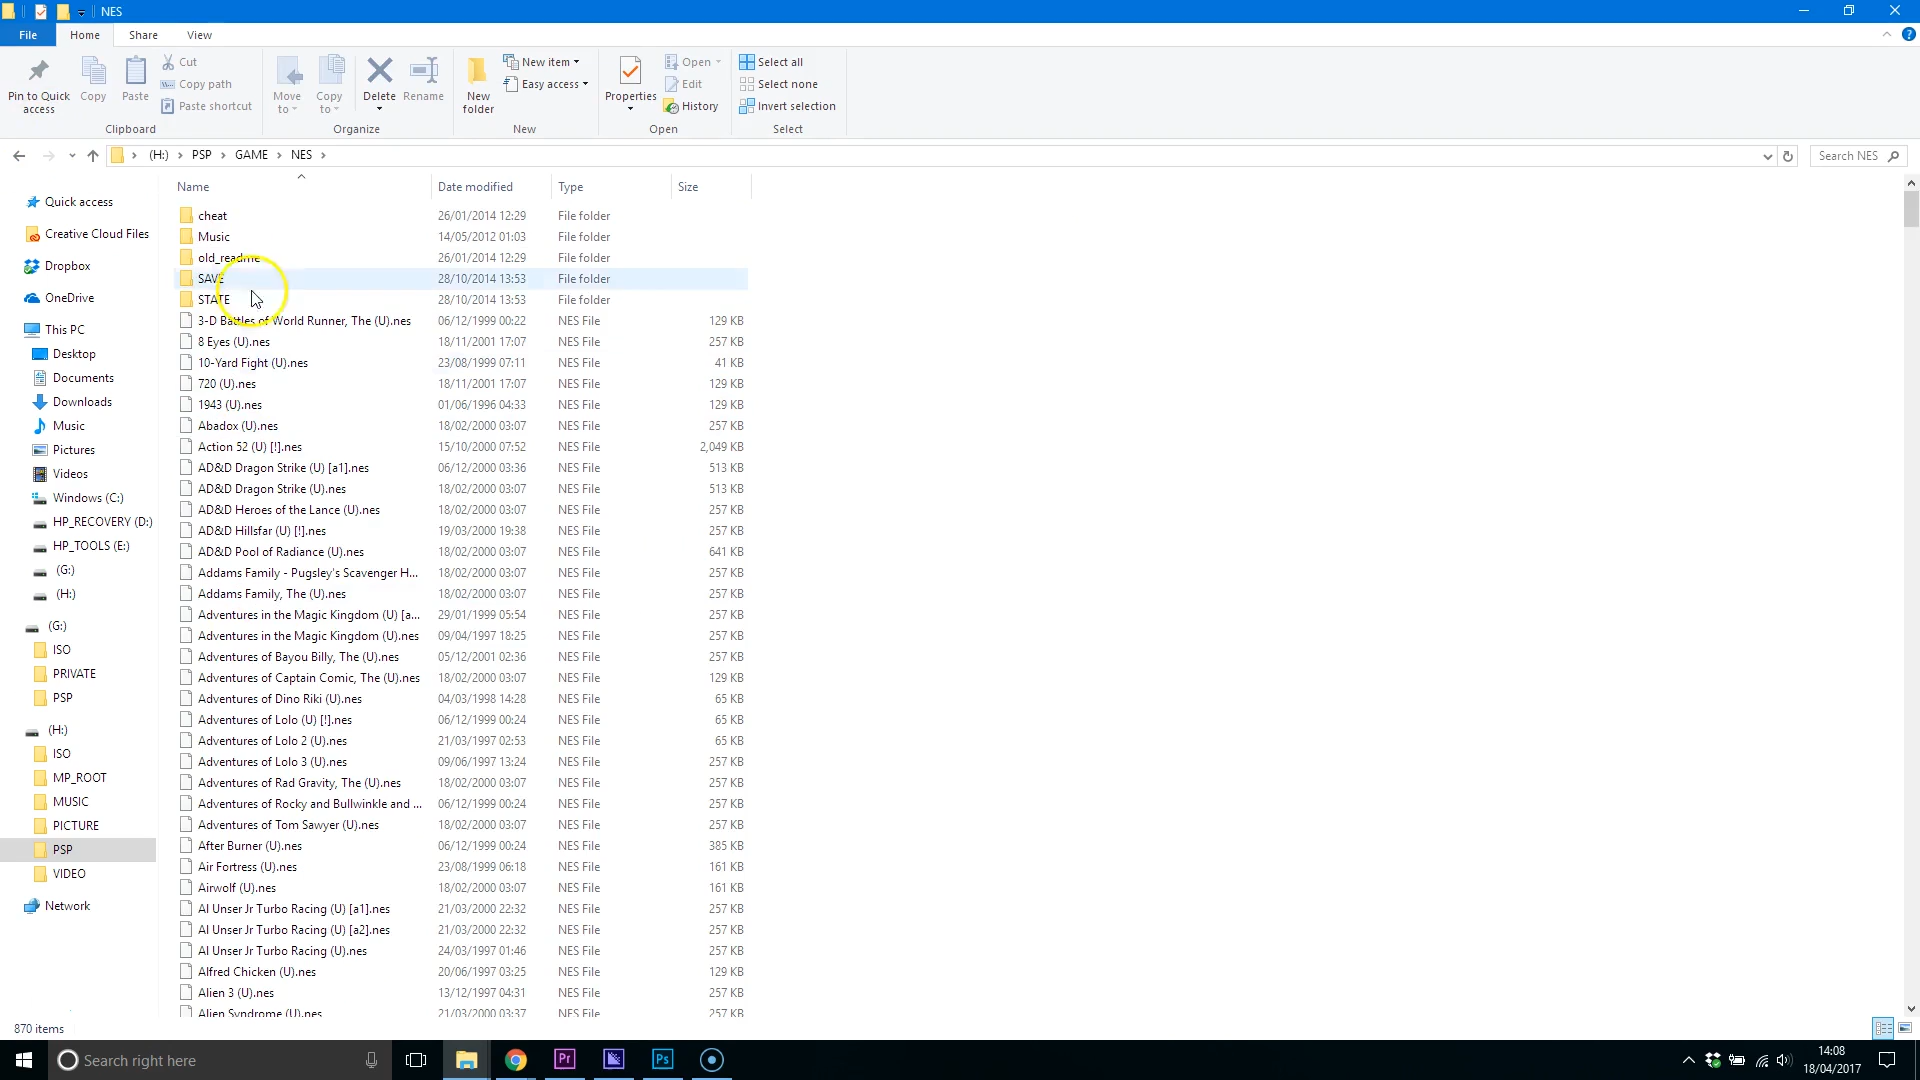 NES
File Home Share View
Pin to Quick access
Copy
Paste
Cut
Copy path
Paste shortcut
Clipboard
Move to
Copy to
Delete
Rename
Organize
New folder
New item
Easy access
New
Properties
Open
Edit
History
Open
Select all
Select none
Invert selection
Select
(H:) PSP GAME NES
Search NES
Quick access
Creative Cloud Files
Dropbox
OneDrive
This PC
Desktop
Documents
Downloads
Music
Pictures
Videos
Windows (C:)
HP_RECOVERY (D:)
HP_TOOLS (E:)
(G:)
(H:)
(G:)
ISO
PRIVATE
PSP
(H:)
ISO
MP_ROOT
MUSIC
PICTURE
PSP
VIDEO
Network
Name Date modified Type Size
cheat 26/01/2014 12:29 File folder
Music 14/05/2012 01:03 File folder
old_readme 26/01/2014 12:29 File folder
SAVE 28/10/2014 13:53 File folder
STATE 28/10/2014 13:53 File folder
3-D Battles of World Runner, The (U).nes 06/12/1999 00:22 NES File 129 KB
8 Eyes (U).nes 18/11/2001 17:07 NES File 257 KB
10-Yard Fight (U).nes 23/08/1999 07:11 NES File 41 KB
720 (U).nes 18/11/2001 17:07 NES File 129 KB
1943 (U).nes 01/06/1996 04:33 NES File 129 KB
Abadox (U).nes 18/02/2000 03:07 NES File 257 KB
Action 52 (U) [!].nes 15/10/2000 07:52 NES File 2,049 KB
AD&D Dragon Strike (U) [a1].nes 06/12/2000 03:36 NES File 513 KB
AD&D Dragon Strike (U).nes 18/02/2000 03:07 NES File 513 KB
AD&D Heroes of the Lance (U).nes 18/02/2000 03:07 NES File 257 KB
AD&D Hillsfar (U) [!].nes 19/03/2000 19:38 NES File 257 KB
AD&D Pool of Radiance (U).nes 18/02/2000 03:07 NES File 641 KB
Addams Family - Pugsley's Scavenger H... 18/02/2000 03:07 NES File 257 KB
Addams Family, The (U).nes 18/02/2000 03:07 NES File 257 KB
Adventures in the Magic Kingdom (U) [a... 29/01/1999 05:54 NES File 257 KB
Adventures in the Magic Kingdom (U).nes 09/04/1997 18:25 NES File 257 KB
Adventures of Bayou Billy, The (U).nes 05/12/2001 02:36 NES File 257 KB
Adventures of Captain Comic, The (U).nes 18/02/2000 03:07 NES File 129 KB
Adventures of Dino Riki (U).nes 04/03/1998 14:28 NES File 65 KB
Adventures of Lolo (U) [!].nes 06/12/1999 00:24 NES File 65 KB
Adventures of Lolo 2 (U).nes 21/03/1997 02:53 NES File 65 KB
Adventures of Lolo 3 (U).nes 09/06/1997 13:24 NES File 257 KB
Adventures of Rad Gravity, The (U).nes 18/02/2000 03:07 NES File 257 KB
Adventures of Rocky and Bullwinkle and ... 06/12/1999 00:24 NES File 257 KB
Adventures of Tom Sawyer (U).nes 18/02/2000 03:07 NES File 257 KB
After Burner (U).nes 06/12/1999 00:24 NES File 385 KB
Air Fortress (U).nes 23/08/1999 06:18 NES File 161 KB
Airwolf (U).nes 18/02/2000 03:07 NES File 161 KB
Al Unser Jr Turbo Racing (U) [a1].nes 21/03/2000 22:32 NES File 257 KB
Al Unser Jr Turbo Racing (U) [a2].nes 21/03/2000 22:32 NES File 257 KB
Al Unser Jr Turbo Racing (U).nes 24/03/1997 01:46 NES File 257 KB
Alfred Chicken (U).nes 20/06/1997 03:25 NES File 129 KB
Alien 3 (U).nes 13/12/1997 04:31 NES File 257 KB
Alien Syndrome (U).nes 21/03/2000 03:37 NES File 257 KB
870 items
Search right here
Pr
Ps
14:08
18/04/2017